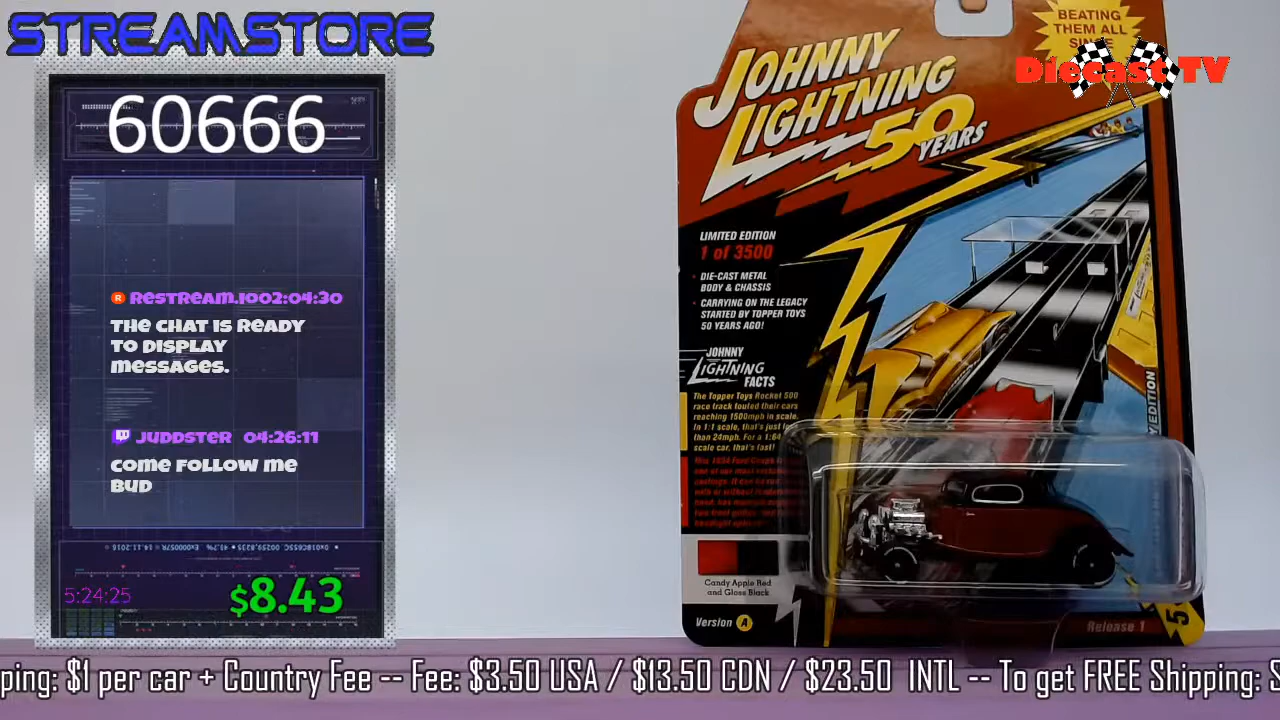 STREAMSTORE
60666
Restream.io 02:04:30
THE CHAT IS READY
TO DISPLAY
MESSAGES.
Juddster 04:26:11
COME FOLLOW ME
BUD
5:24:25
$8.43
BEATING
THEM ALL
Diecast TV
JOHNNY
LIGHTNING
50
YEARS
LIMITED EDITION
1 of 3500
• DIE-CAST METAL
BODY & CHASSIS
• CARRYING ON THE LEGACY
STARTED BY TOPPER TOYS
50 YEARS AGO!
JOHNNY
LIGHTNING
FACTS
The Topper Toys Rocket 500
race track touted their cars
reaching 1500mph in scale.
In 1:1 scale, that's just less
than 24mph. For a 1:64
scale car, that's fast!
Candy Apple Red
and Gloss Black
Version A
Release 1
5
ping: $1 per car + Country Fee -- Fee: $3.50 USA / $13.50 CDN / $23.50 INTL -- To get FREE Shipping: S